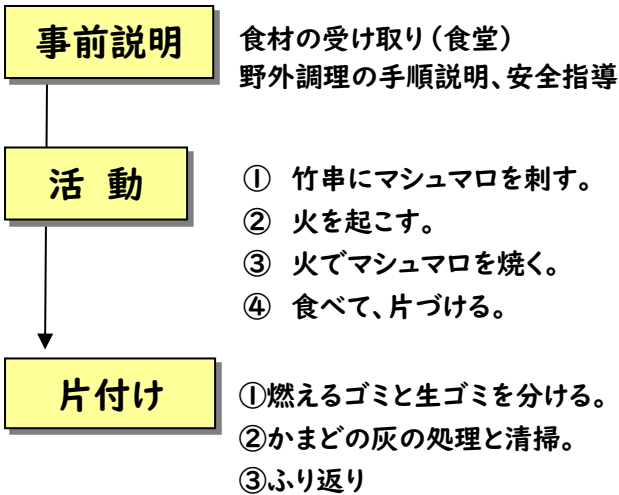 事前説明
食材の受け取り(食堂)
野外調理の手順説明、安全指導
活 動
① 竹串にマシュマロを刺す。
② 火を起こす。
③ 火でマシュマロを焼く。
④ 食べて、片づける。
片付け
①燃えるゴミと生ゴミを分ける。
②かまどの灰の処理と清掃。
③ふり返り